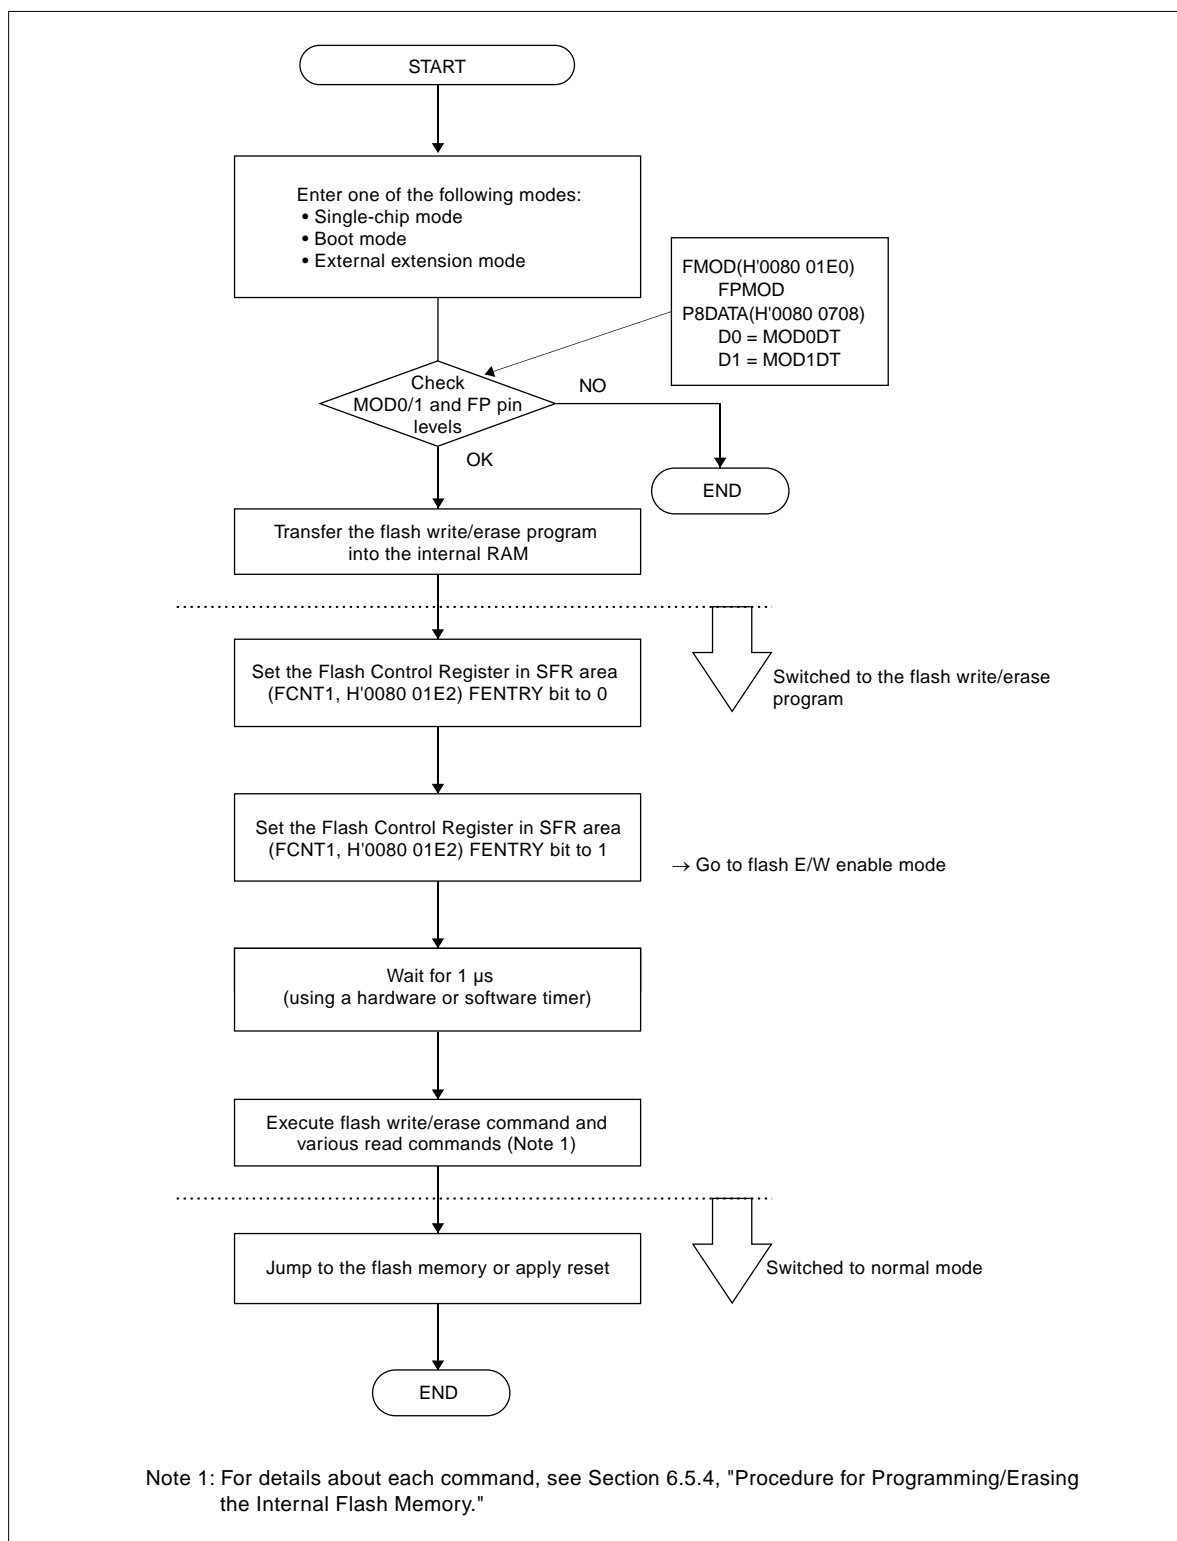 START
Enter one of the following modes:
• Single-chip mode
• Boot mode
• External extension mode
FMOD(H'0080 01E0)
FPMOD
P8DATA(H'0080 0708)
D0 = MOD0DT
D1 = MOD1DT
Check
MOD0/1 and FP pin
levels
NO
OK
END
Transfer the flash write/erase program
into the internal RAM
Set the Flash Control Register in SFR area
(FCNT1, H'0080 01E2) FENTRY bit to 0
Switched to the flash write/erase
program
Set the Flash Control Register in SFR area
(FCNT1, H'0080 01E2) FENTRY bit to 1
→ Go to flash E/W enable mode
Wait for 1 µs
(using a hardware or software timer)
Execute flash write/erase command and
various read commands (Note 1)
Jump to the flash memory or apply reset
Switched to normal mode
END
Note 1: For details about each command, see Section 6.5.4, "Procedure for Programming/Erasing
the Internal Flash Memory."